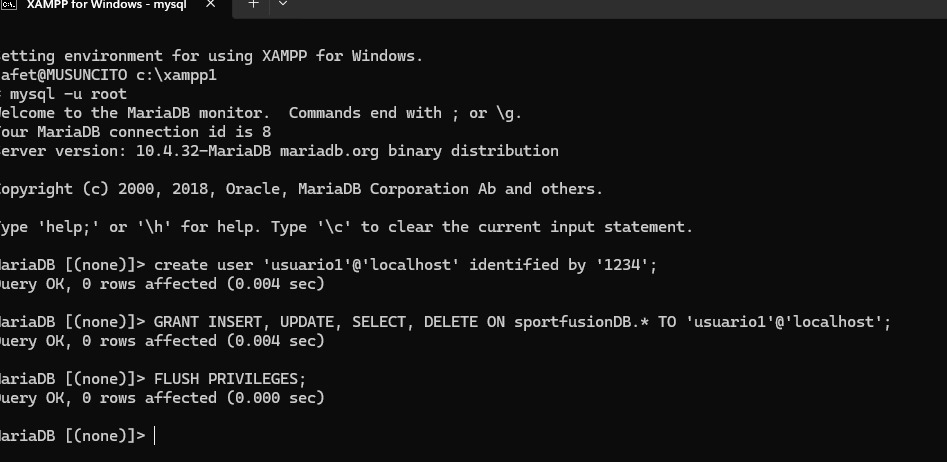 XAMPP for Windows - mysql
etting environment for using XAMPP for Windows.
afet@MUSUNCITO c:\xampp1
mysql -u root
elcome to the MariaDB monitor.  Commands end with ; or \g.
our MariaDB connection id is 8
erver version: 10.4.32-MariaDB mariadb.org binary distribution
opyright (c) 2000, 2018, Oracle, MariaDB Corporation Ab and others.
ype 'help;' or '\h' for help. Type '\c' to clear the current input statement.
ariaDB [(none)]> create user 'usuario1'@'localhost' identified by '1234';
uery OK, 0 rows affected (0.004 sec)
ariaDB [(none)]> GRANT INSERT, UPDATE, SELECT, DELETE ON sportfusionDB.* TO 'usuario1'@'localhost';
uery OK, 0 rows affected (0.004 sec)
ariaDB [(none)]> FLUSH PRIVILEGES;
uery OK, 0 rows affected (0.000 sec)
ariaDB [(none)]>